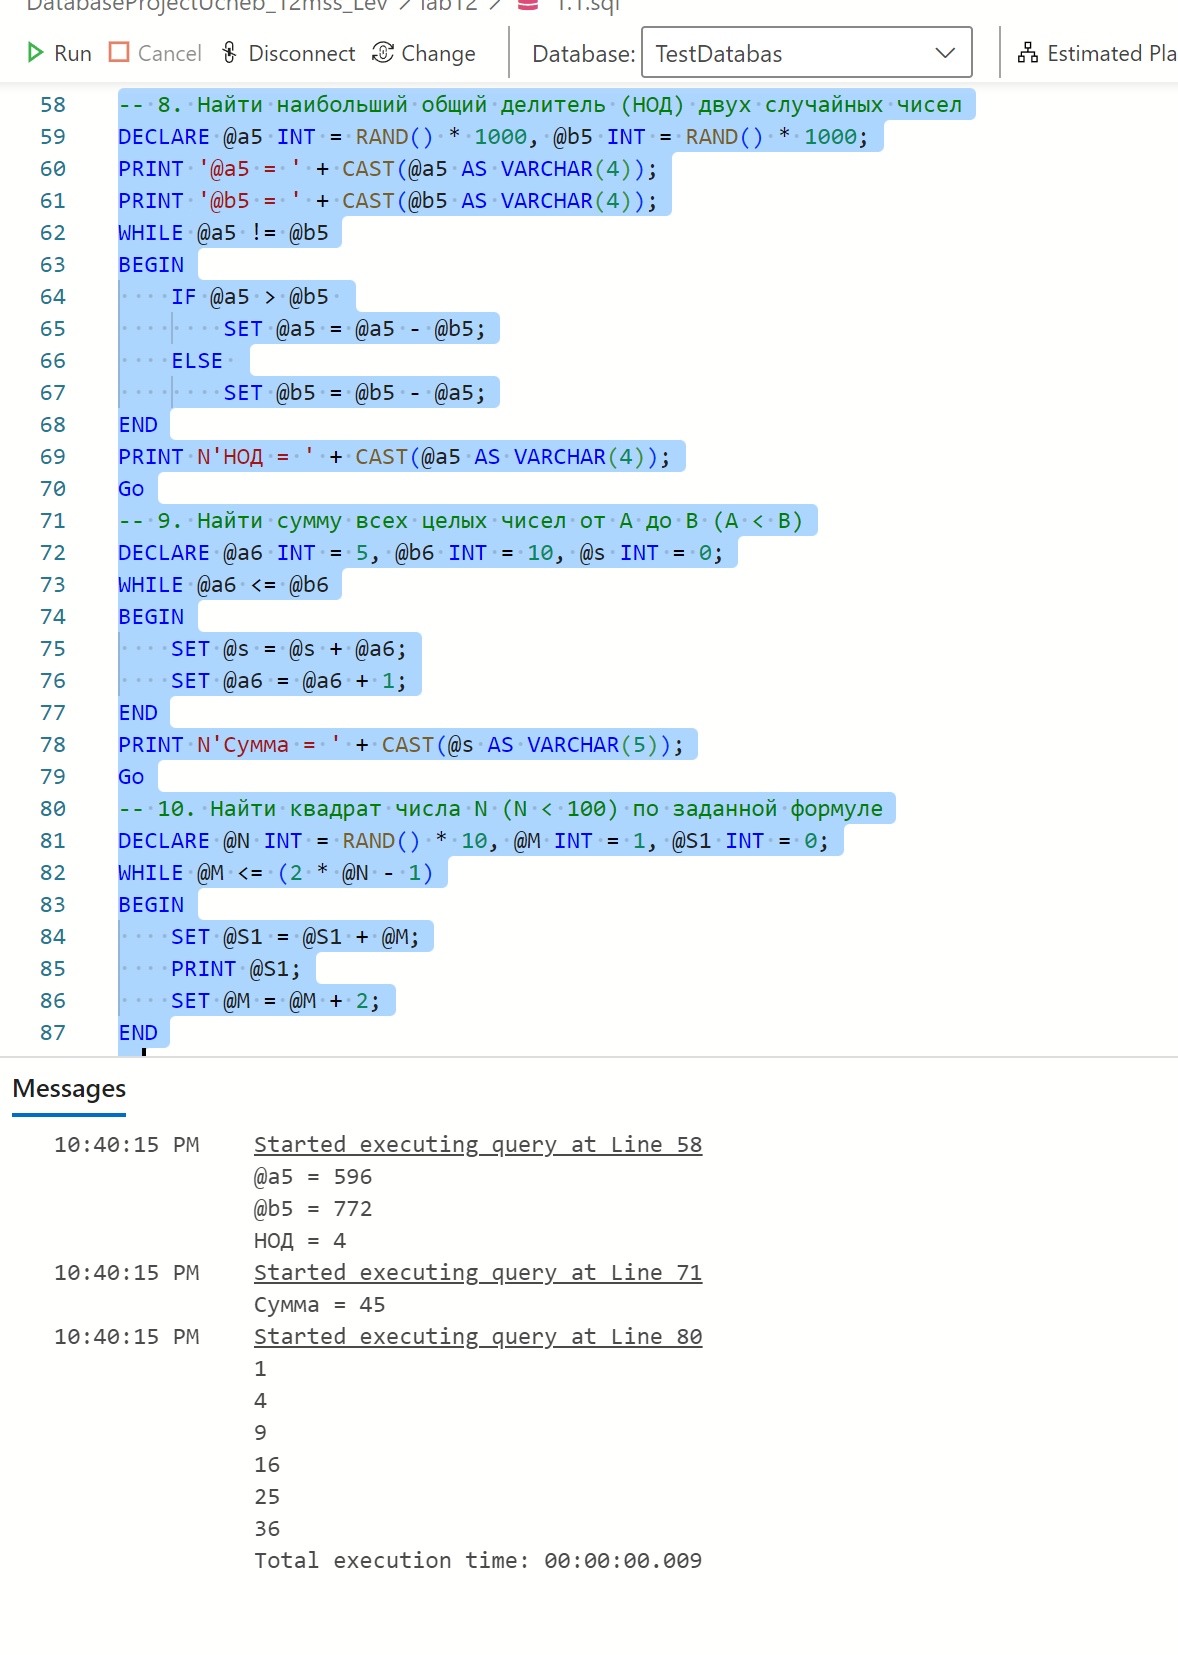 DatabaseProjectUcheb_12mss_Lev > lab12 > 1.1.sql
Run Cancel Disconnect Change Database: TestDatabas Estimated Pla
58 -- 8. Найти наибольший общий делитель (НОД) двух случайных чисел
59 DECLARE @a5 INT = RAND() * 1000, @b5 INT = RAND() * 1000;
60 PRINT '@a5 = ' + CAST(@a5 AS VARCHAR(4));
61 PRINT '@b5 = ' + CAST(@b5 AS VARCHAR(4));
62 WHILE @a5 != @b5
63 BEGIN
64     IF @a5 > @b5
65         SET @a5 = @a5 - @b5;
66     ELSE
67         SET @b5 = @b5 - @a5;
68 END
69 PRINT N'НОД = ' + CAST(@a5 AS VARCHAR(4));
70 Go
71 -- 9. Найти сумму всех целых чисел от A до B (A < B)
72 DECLARE @a6 INT = 5, @b6 INT = 10, @s INT = 0;
73 WHILE @a6 <= @b6
74 BEGIN
75     SET @s = @s + @a6;
76     SET @a6 = @a6 + 1;
77 END
78 PRINT N'Сумма = ' + CAST(@s AS VARCHAR(5));
79 Go
80 -- 10. Найти квадрат числа N (N < 100) по заданной формуле
81 DECLARE @N INT = RAND() * 10, @M INT = 1, @S1 INT = 0;
82 WHILE @M <= (2 * @N - 1)
83 BEGIN
84     SET @S1 = @S1 + @M;
85     PRINT @S1;
86     SET @M = @M + 2;
87 END
Messages
10:40:15 PM Started executing query at Line 58
@a5 = 596
@b5 = 772
НОД = 4
10:40:15 PM Started executing query at Line 71
Сумма = 45
10:40:15 PM Started executing query at Line 80
1
4
9
16
25
36
Total execution time: 00:00:00.009